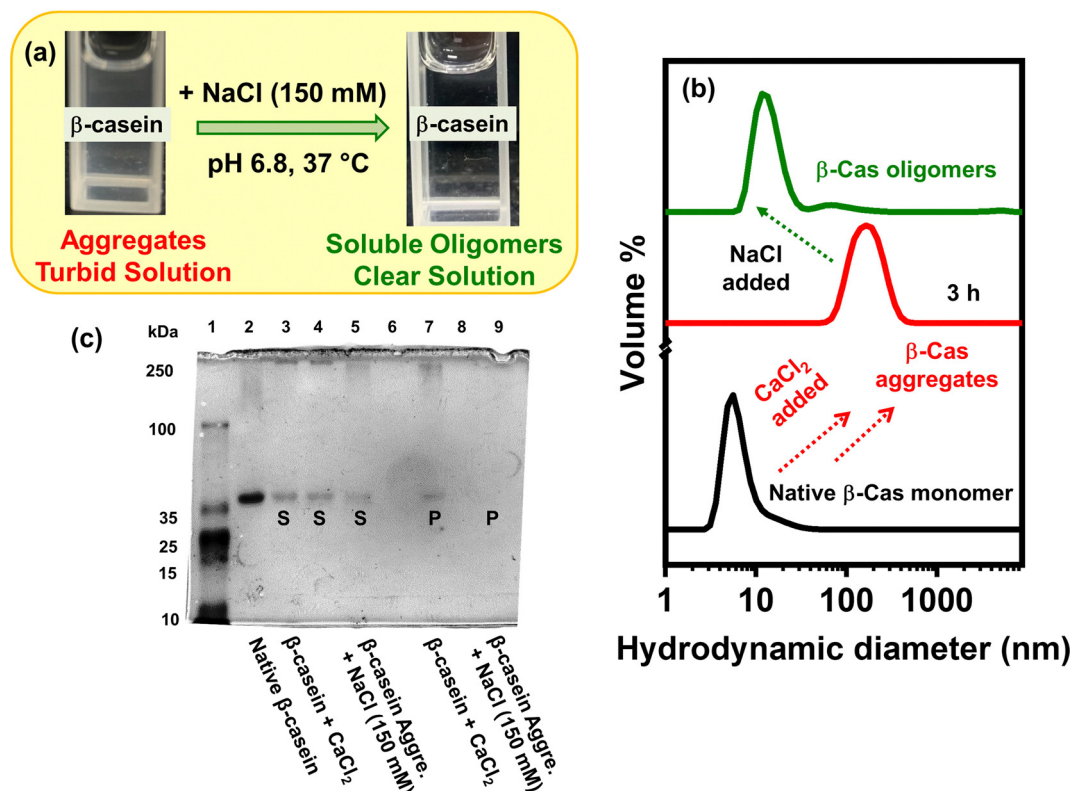 (a)
+ NaCl (150 mM)
β-casein
β-casein
pH 6.8, 37 °C
Aggregates
Turbid Solution
Soluble Oligomers
Clear Solution
(b)
β-Cas oligomers
NaCl
added
3 h
β-Cas
aggregates
CaCl₂
added
Native β-Cas monomer
Volume %
1 10 100 1000
Hydrodynamic diameter (nm)
(c)
kDa 1 2 3 4 5 6 7 8 9
250
100
35
25
15
10
S S S P P
Native β-casein
β-casein + CaCl₂
β-casein Aggre.
+ NaCl (150 mM)
β-casein + CaCl₂
β-casein Aggre.
+ NaCl (150 mM)